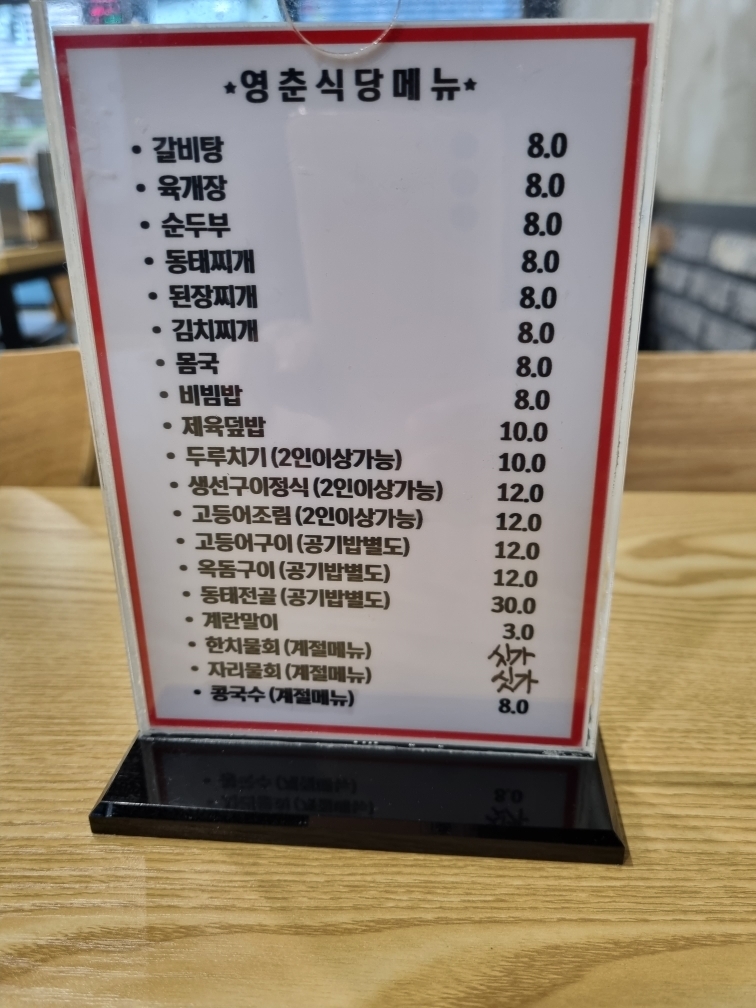 ★영춘식당메뉴★
• 갈비탕 8.0
• 육개장 8.0
• 순두부 8.0
• 동태찌개 8.0
• 된장찌개 8.0
• 김치찌개 8.0
• 몸국 8.0
• 비빔밥 8.0
• 제육덮밥 10.0
• 두루치기 (2인이상가능) 10.0
• 생선구이정식 (2인이상가능) 12.0
• 고등어조림 (2인이상가능) 12.0
• 고등어구이 (공기밥별도) 12.0
• 옥돔구이 (공기밥별도) 12.0
• 동태전골 (공기밥별도) 30.0
• 계란말이 3.0
• 한치물회 (계절메뉴) 싯가
• 자리물회 (계절메뉴) 싯가
• 콩국수 (계절메뉴) 8.0